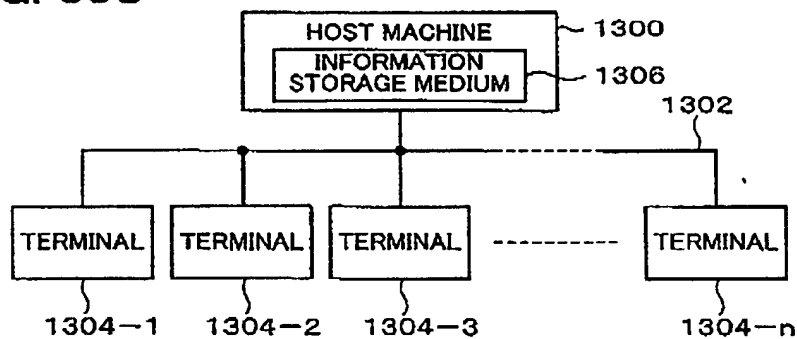 HOST MACHINE
1300
INFORMATION
STORAGE MEDIUM
1306
1302
TERMINAL TERMINAL TERMINAL TERMINAL
1304-1 1304-2 1304-3 1304-n